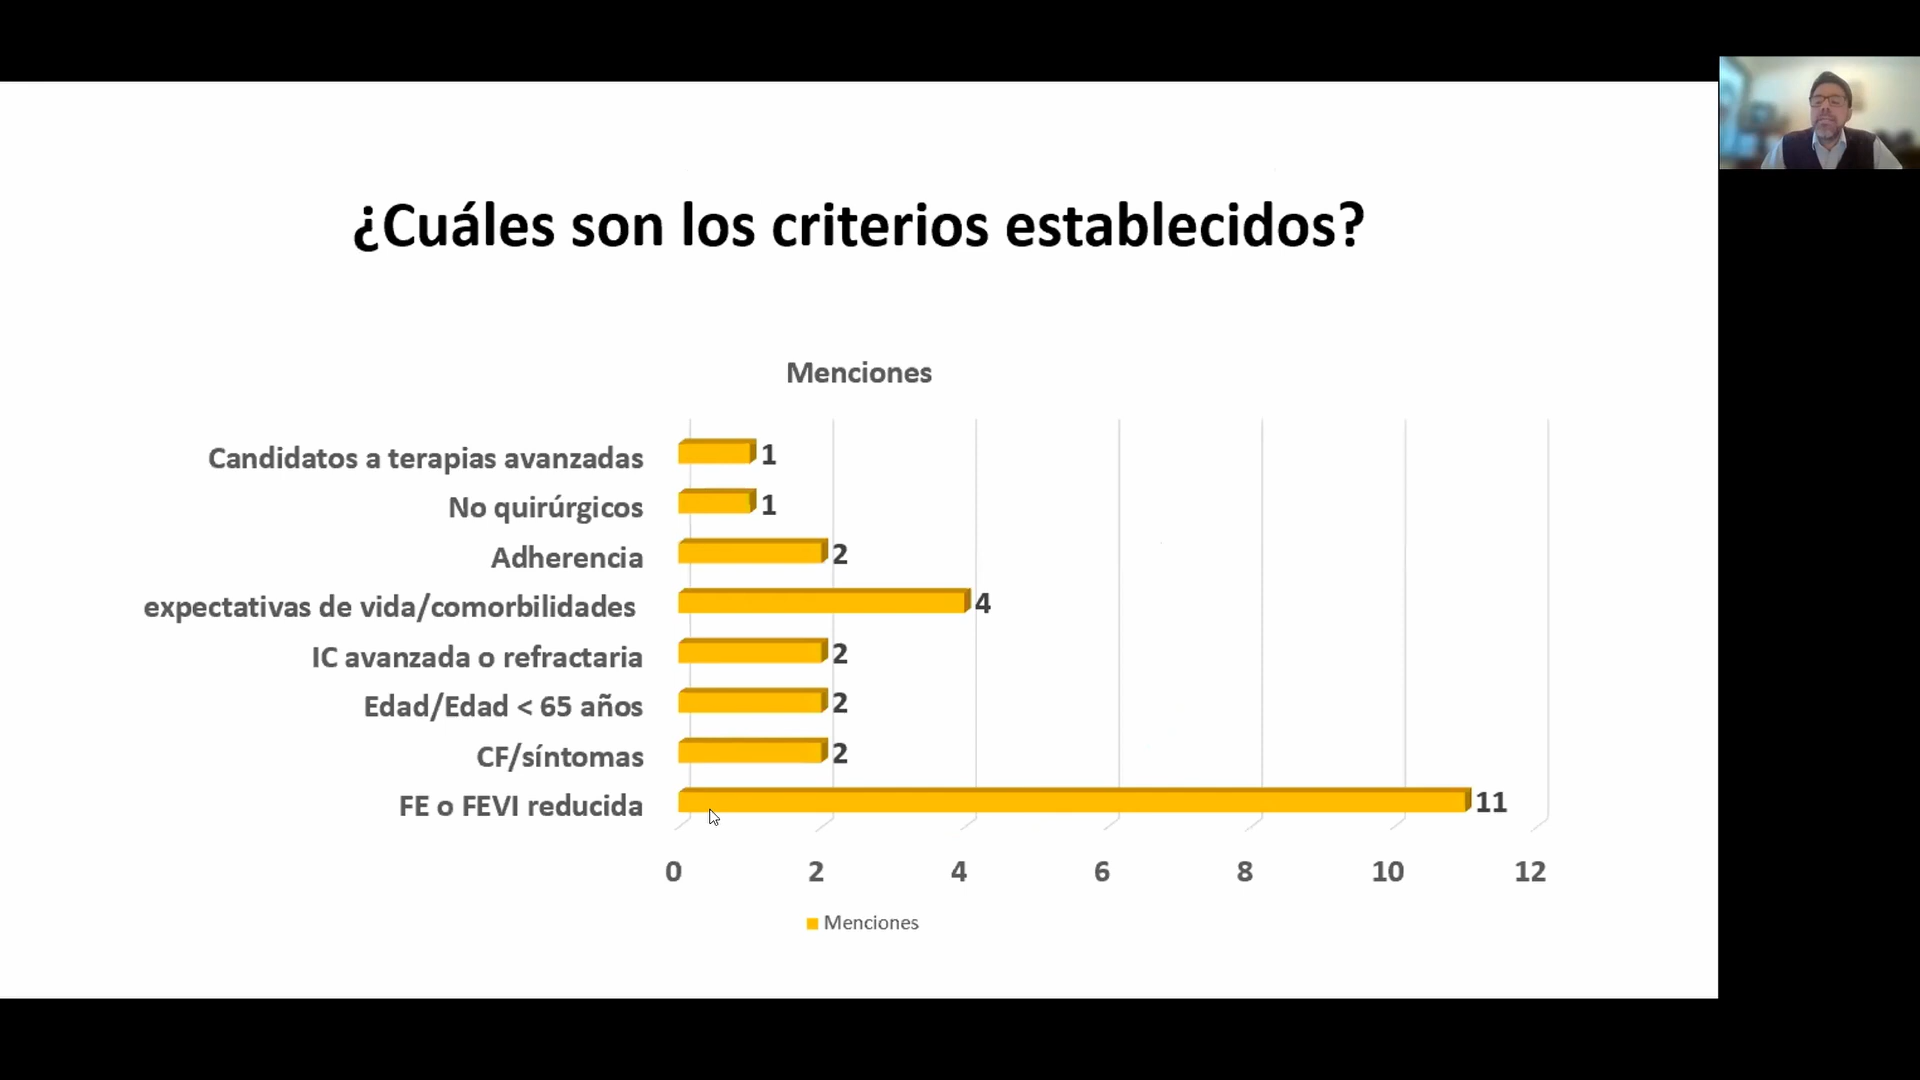 ¿Cuáles son los criterios establecidos?
Menciones
Candidatos a terapias avanzadas 1
No quirúrgicos 1
Adherencia 2
expectativas de vida/comorbilidades 4
IC avanzada o refractaria 2
Edad/Edad < 65 años 2
CF/síntomas 2
FE o FEVI reducida 11
0 2 4 6 8 10 12
Menciones